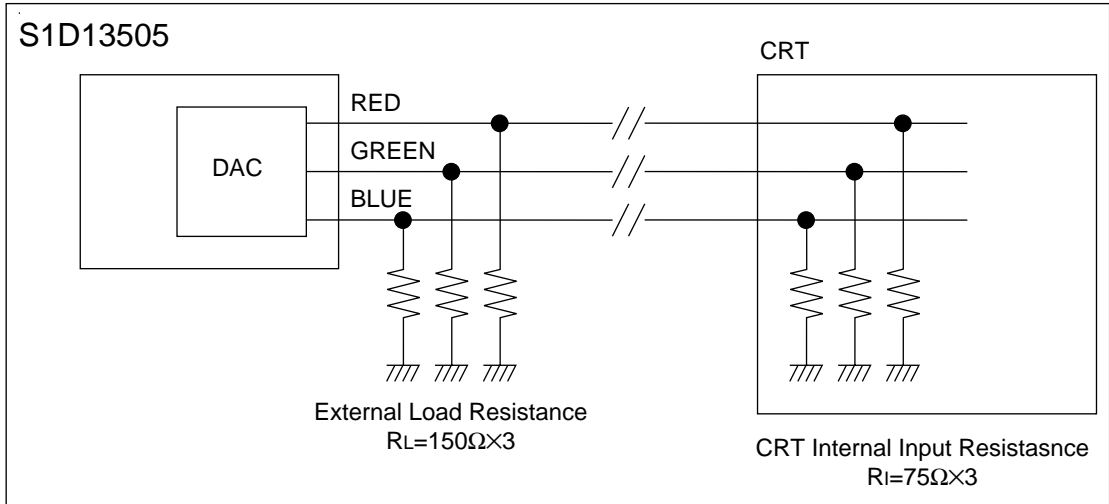 S1D13505
CRT
RED
DAC
GREEN
BLUE
External Load Resistance
RL=150Ω×3
CRT Internal Input Resistasnce
RI=75Ω×3